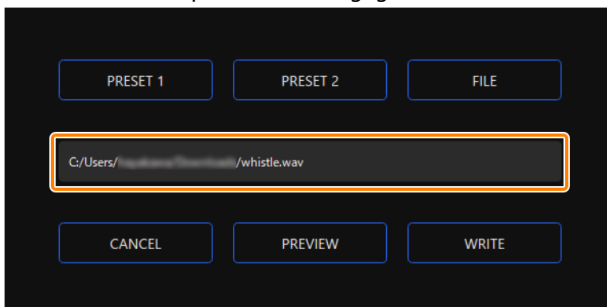 PRESET 1
PRESET 2
FILE
C:/Users/ /whistle.wav
CANCEL
PREVIEW
WRITE